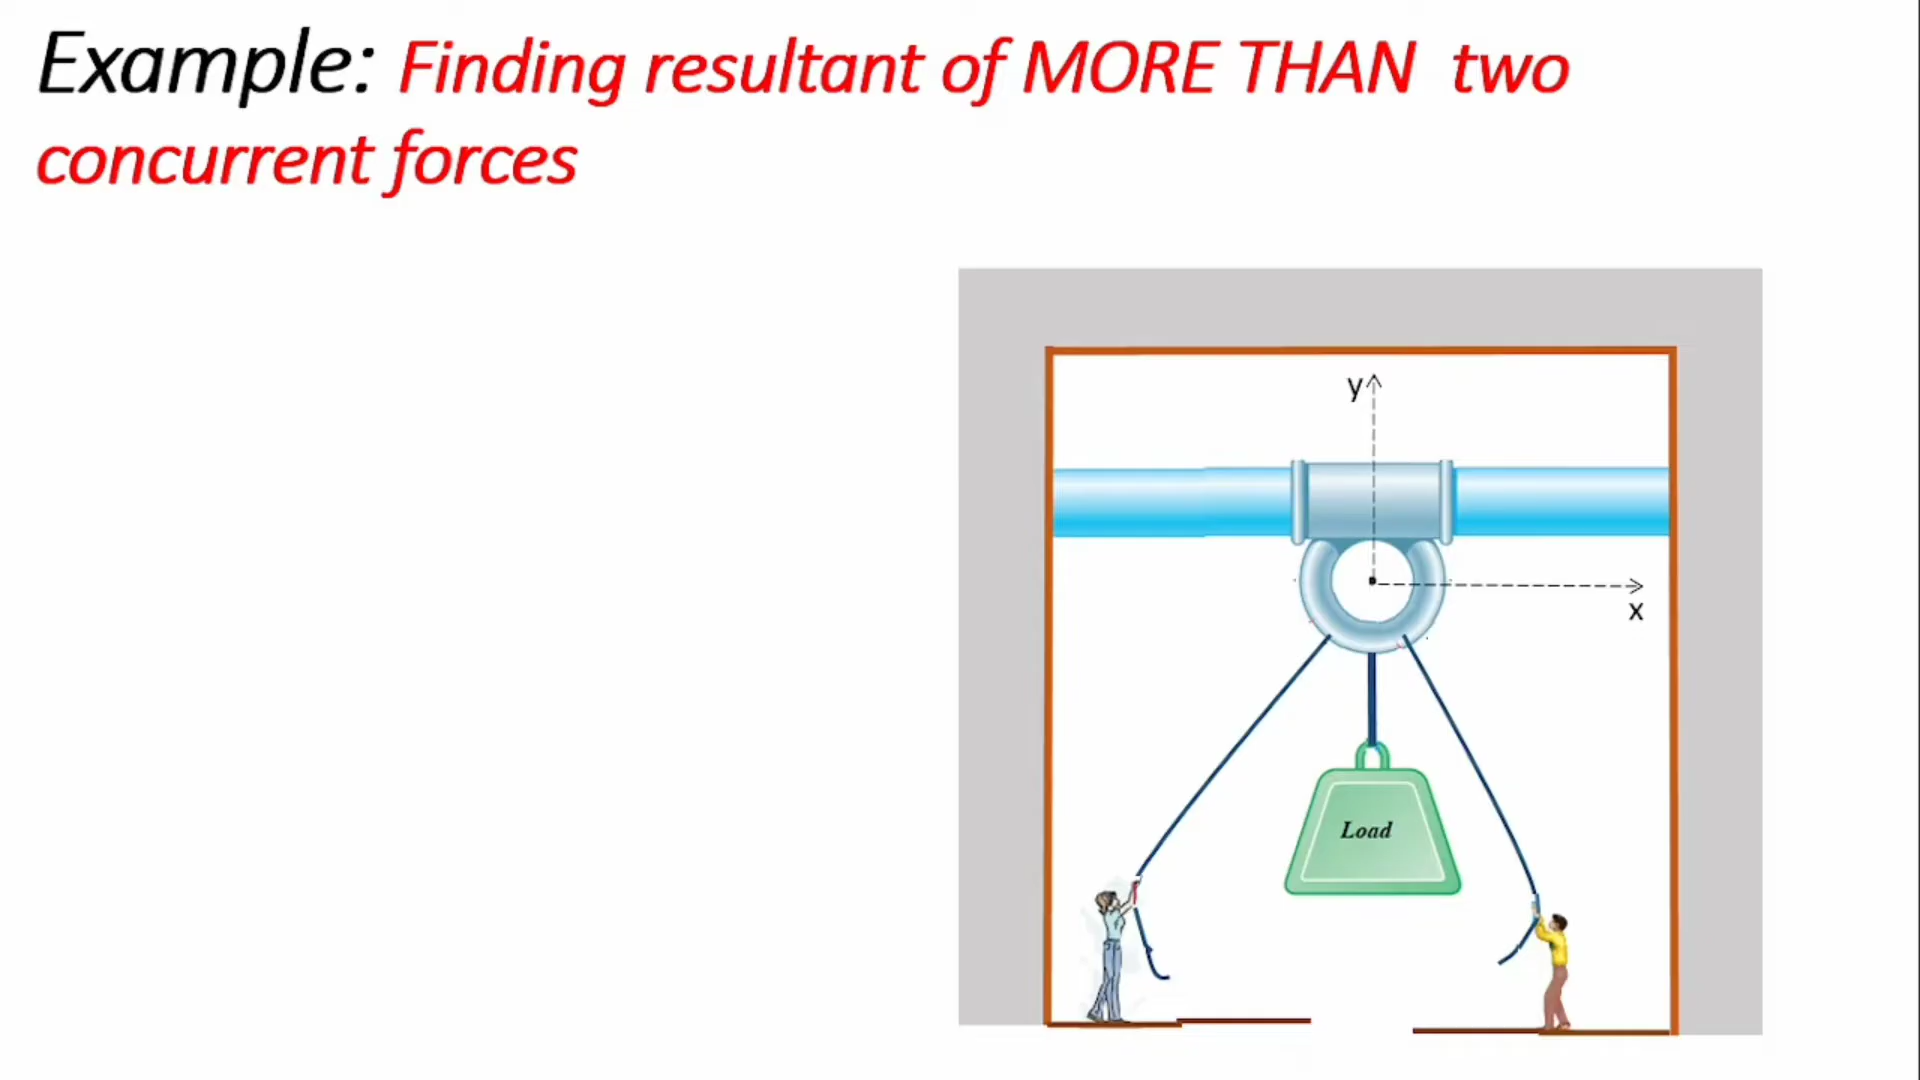 Example: Finding resultant of MORE THAN two
concurrent forces
y
x
Load